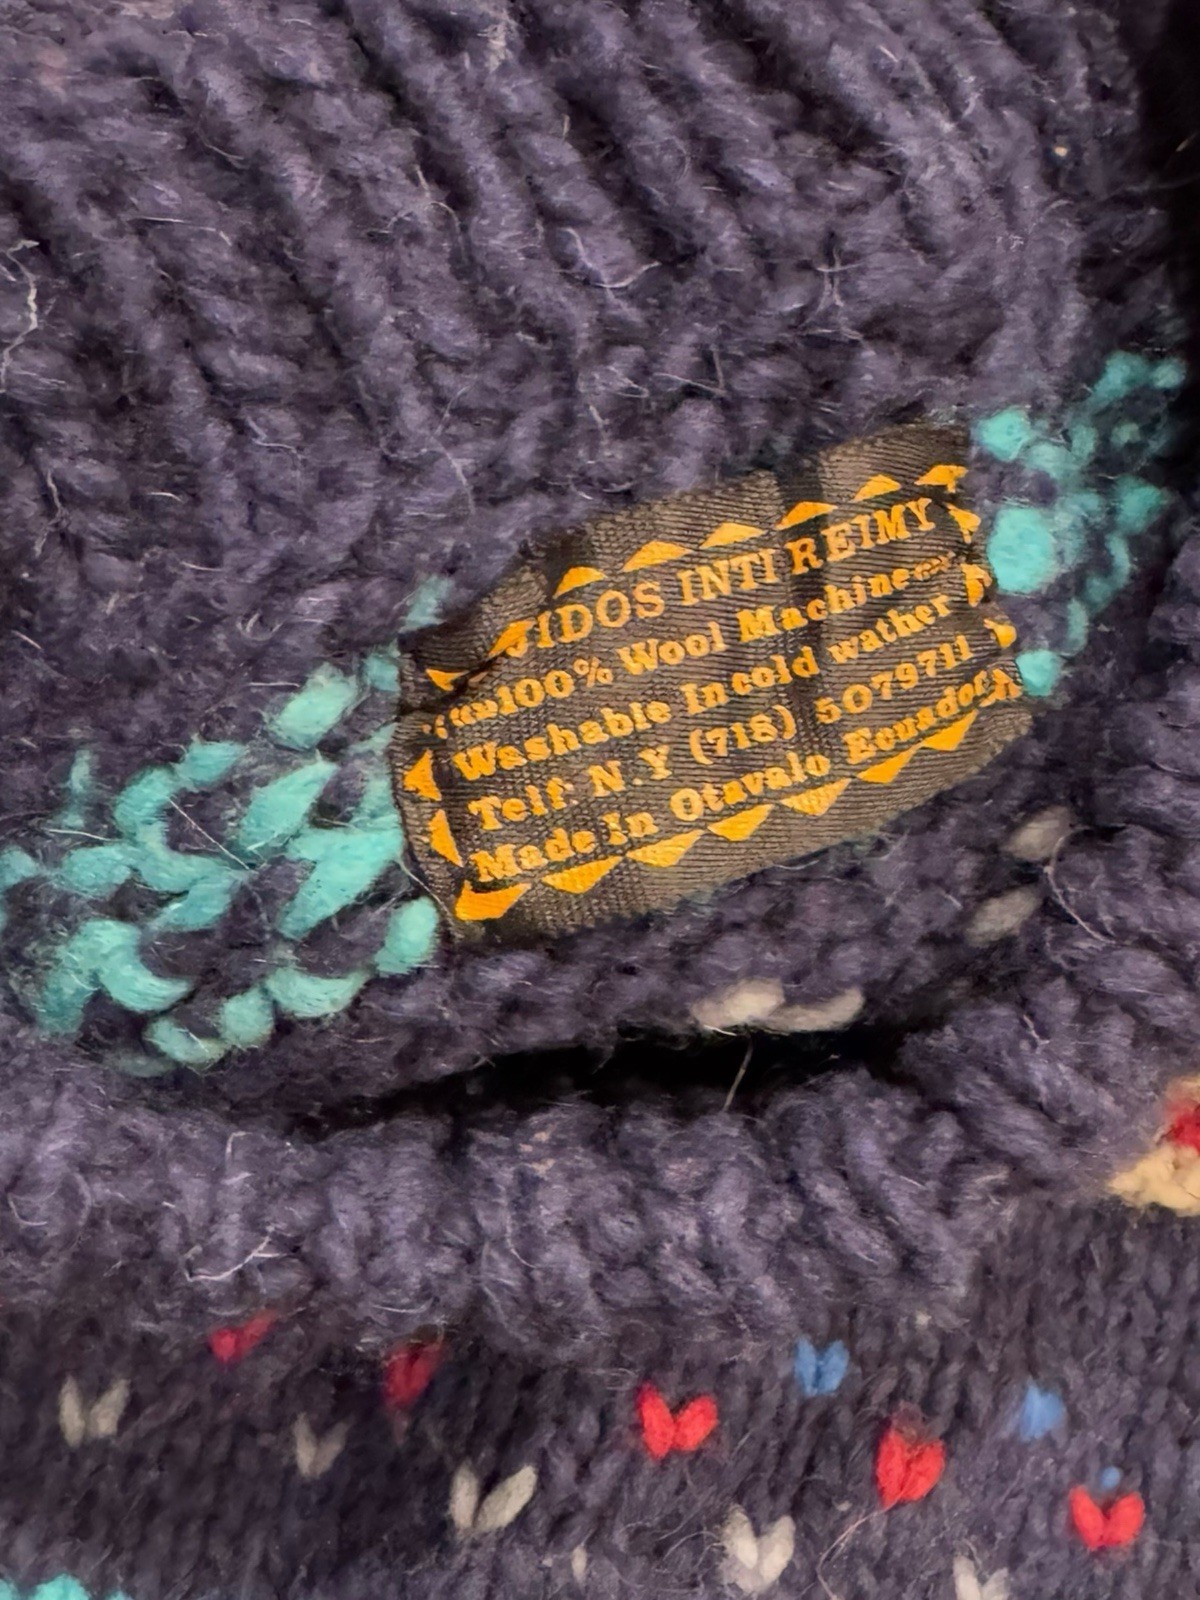 JIDOS INTI REIMY
100% Wool Machine
Washable In cold wather
Telf: N.Y (718) 5079711
Made In Otavalo Ecuador